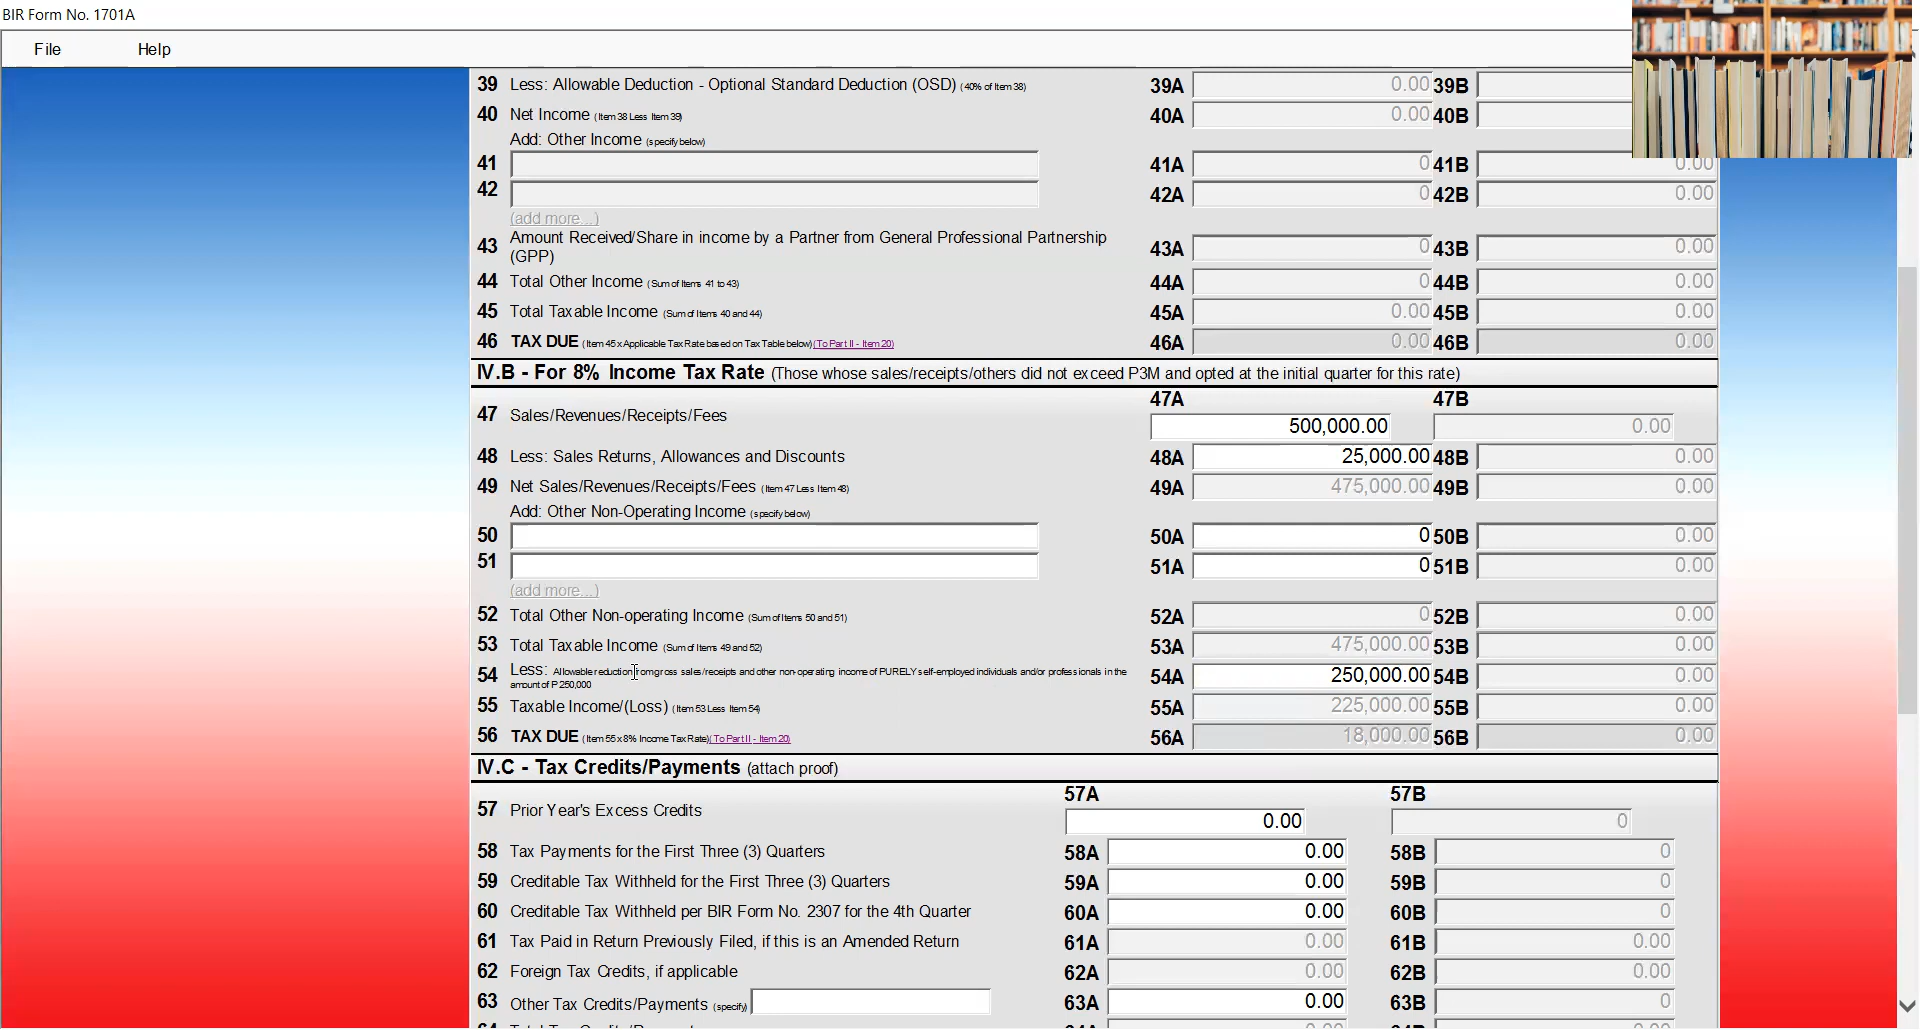 BIR Form No. 1701A
File Help
39 Less: Allowable Deduction - Optional Standard Deduction (OSD) (40% of Item 38) 39A 0.00 39B
40 Net Income (Item 38 Less Item 39) 40A 0.00 40B
Add: Other Income (specify below)
41 41A 0 41B 0.00
42 42A 0 42B 0.00
(add more...)
43 Amount Received/Share in income by a Partner from General Professional Partnership 43A 0 43B 0.00
(GPP)
44 Total Other Income (Sum of Items 41 to 43) 44A 0 44B 0.00
45 Total Taxable Income (Sum of Items 40 and 44) 45A 0.00 45B 0.00
46 TAX DUE (Item 45 x Applicable Tax Rate based on Tax Table below) (To Part II - Item 20) 46A 0.00 46B 0.00
IV.B - For 8% Income Tax Rate (Those whose sales/receipts/others did not exceed P3M and opted at the initial quarter for this rate)
47A 47B
47 Sales/Revenues/Receipts/Fees 500,000.00 0.00
48 Less: Sales Returns, Allowances and Discounts 48A 25,000.00 48B 0.00
49 Net Sales/Revenues/Receipts/Fees (Item 47 Less Item 48) 49A 475,000.00 49B 0.00
Add: Other Non-Operating Income (specify below)
50 50A 0 50B 0.00
51 51A 0 51B 0.00
(add more...)
52 Total Other Non-operating Income (Sum of Items 50 and 51) 52A 0 52B 0.00
53 Total Taxable Income (Sum of Items 49 and 52) 53A 475,000.00 53B 0.00
54 Less: Allowable reduction from gross sales/receipts and other non-operating income of PURELY self-employed individuals and/or professionals in the 54A 250,000.00 54B 0.00
amount of P 250,000
55 Taxable Income/(Loss) (Item 53 Less Item 54) 55A 225,000.00 55B 0.00
56 TAX DUE (Item 55 x 8% Income Tax Rate) (To Part II - Item 20) 56A 18,000.00 56B 0.00
IV.C - Tax Credits/Payments (attach proof)
57A 57B
57 Prior Year's Excess Credits 0.00 0
58 Tax Payments for the First Three (3) Quarters 58A 0.00 58B 0
59 Creditable Tax Withheld for the First Three (3) Quarters 59A 0.00 59B 0
60 Creditable Tax Withheld per BIR Form No. 2307 for the 4th Quarter 60A 0.00 60B 0
61 Tax Paid in Return Previously Filed, if this is an Amended Return 61A 0.00 61B 0.00
62 Foreign Tax Credits, if applicable 62A 0.00 62B 0.00
63 Other Tax Credits/Payments (specify) 63A 0.00 63B 0